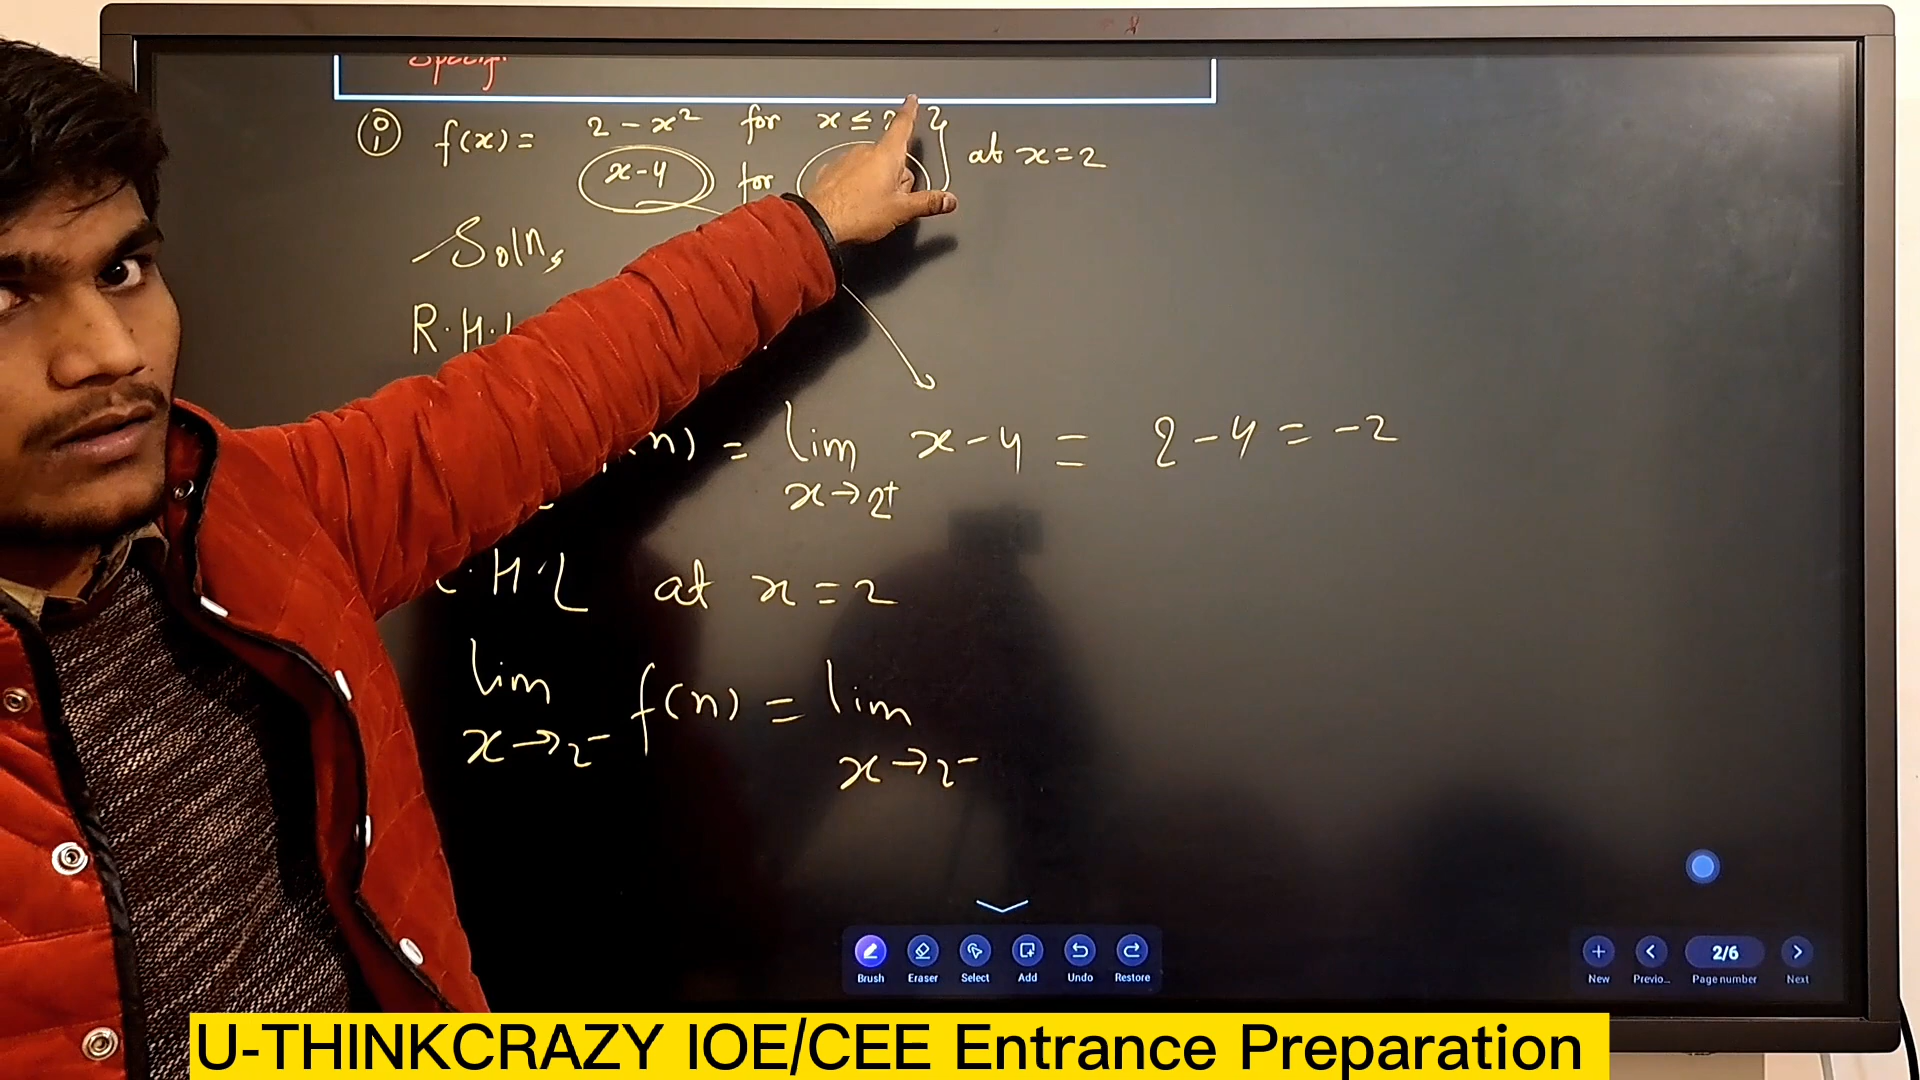 Specify
(i) f(x) = 2 - x² for x ≤ 2 } at x = 2
x - 4 for
Soln,
R.H.L
(n) = lim x→2⁺ x - 4 = 2 - 4 = -2
L.H.L at x = 2
lim x→2⁻ f(n) = lim x→2⁻
Brush Eraser Select Add Undo Restore
New Previo... 2/6 Page number Next
U-THINKCRAZY IOE/CEE Entrance Preparation